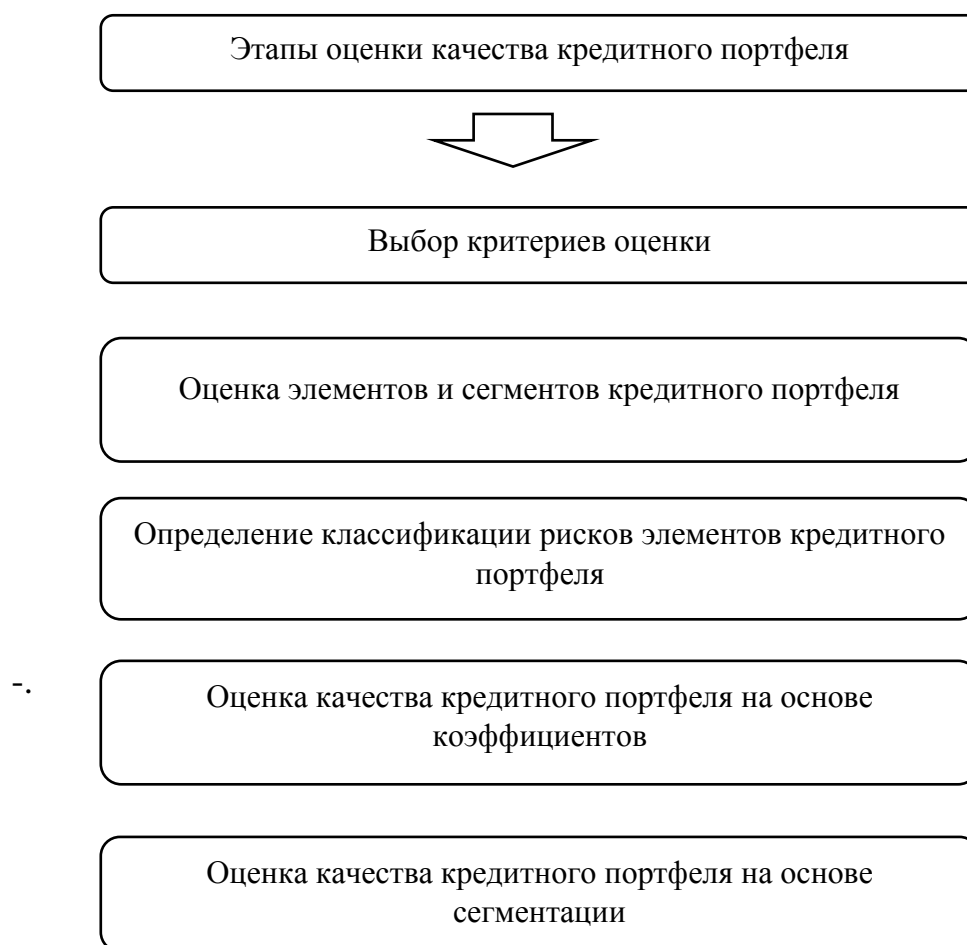 Этапы оценки качества кредитного портфеля
Выбор критериев оценки
Оценка элементов и сегментов кредитного портфеля
Определение классификации рисков элементов кредитного
портфеля
-.
Оценка качества кредитного портфеля на основе
коэффициентов
Оценка качества кредитного портфеля на основе
сегментации